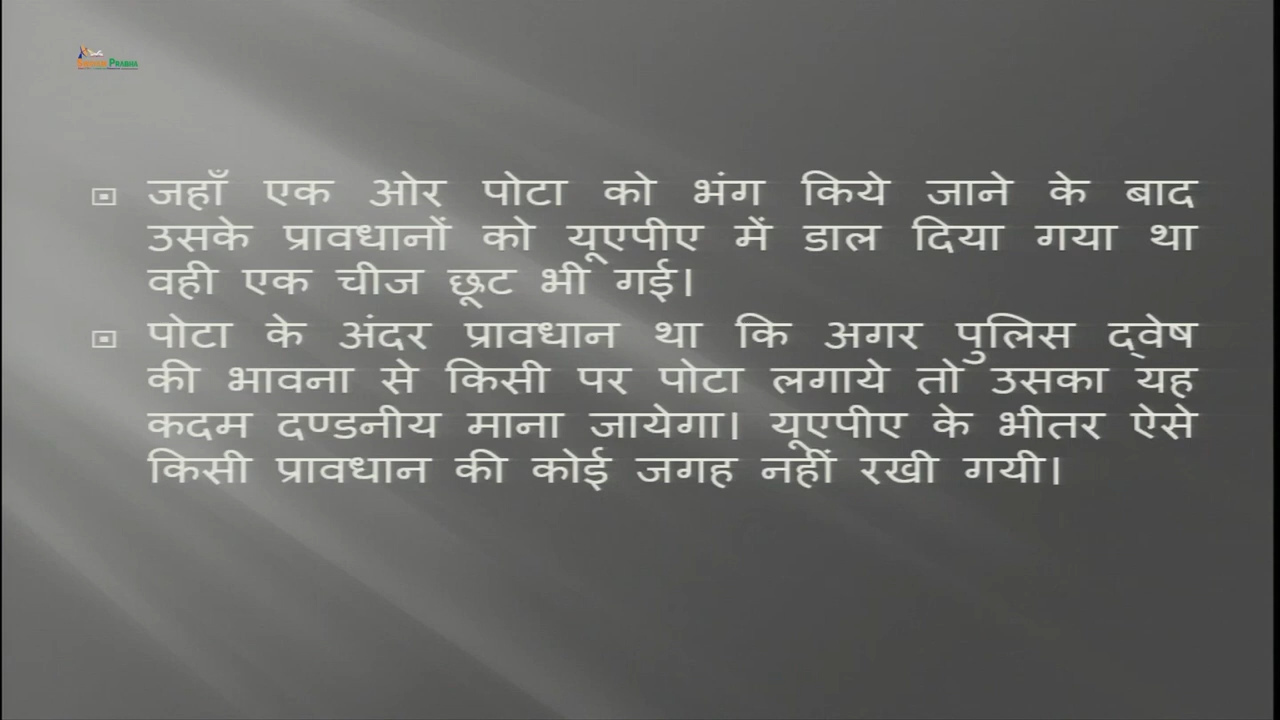 PRABHA
जहाँ एक ओर पोटा को भंग किये जाने के बाद
उसके प्रावधानों को यूएपीए में डाल दिया गया था
वही एक चीज छूट भी गई।
पोटा के अंदर प्रावधान था कि अगर पुलिस द्वेष
की भावना से किसी पर पोटा लगाये तो उसका यह
कदम दण्डनीय माना जायेगा। यूएपीए के भीतर ऐसे
किसी प्रावधान की कोई जगह नहीं रखी गयी।